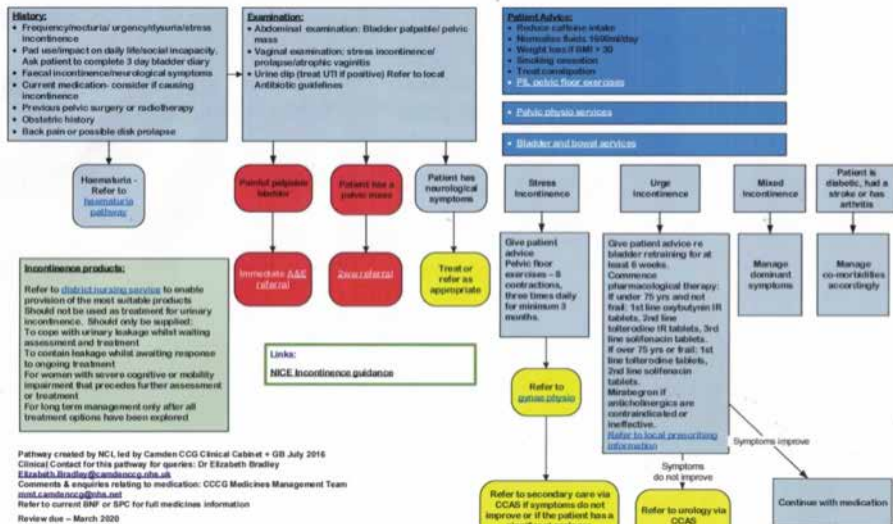 History:
• Frequency/nocturia/ urgency/dysuria/stress
incontinence
• Pad use/impact on daily life/social incapacity.
Ask patient to complete 3 day bladder diary
• Faecal incontinence/neurological symptoms
• Current medication- consider if causing
incontinence
• Previous pelvic surgery or radiotherapy
• Obstetric history
• Back pain or possible disk prolapse
Examination:
• Abdominal examination: Bladder palpable/ pelvic
mass
• Vaginal examination: stress incontinence/
prolapse/atrophic vaginitis
• Urine dip (treat UTI if positive) Refer to local
Antibiotic guidelines
Patient Advice:
• Reduce caffeine intake
• Normalise fluids 1500ml/day
• Weight loss if BMI > 30
• Smoking cessation
• Treat constipation
• PIL pelvic floor exercises
• Pelvic physio services
• Bladder and bowel services
Haematuria -
Refer to
haematuria
pathway
Painful palpable
bladder
Patient has a
pelvic mass
Patient has
neurological
symptoms
Immediate A&E
referral
2ww referral
Treat or
refer as
appropriate
Stress
Incontinence
Urge
Incontinence
Mixed
Incontinence
Patient is
diabetic, had a
stroke or has
arthritis
Give patient
advice
Pelvic floor
exercises – 8
contractions,
three times daily
for minimum 3
months.
Give patient advice re
bladder retraining for at
least 6 weeks.
Commence
pharmacological therapy:
If under 75 yrs and not
frail: 1st line oxybutynin IR
tablets, 2nd line
tolterodine IR tablets, 3rd
line solifenacin tablets.
If over 75 yrs or frail: 1st
line tolterodine tablets,
2nd line solifenacin
tablets.
Mirabegron if
anticholinergics are
contraindicated or
ineffective.
Refer to local prescribing
information
Manage
dominant
symptoms
Manage
co-morbidities
accordingly
Incontinence products:
Refer to district nursing service to enable
provision of the most suitable products
Should not be used as treatment for urinary
incontinence. Should only be supplied:
To cope with urinary leakage whilst waiting
assessment and treatment
To contain leakage whilst awaiting response
to ongoing treatment
For women with severe cognitive or mobility
impairment that precedes further assessment
or treatment
For long term management only after all
treatment options have been explored
Links:
NICE Incontinence guidance
Refer to
gynae physio
Symptoms improve
Symptoms
do not improve
Refer to secondary care via
CCAS if symptoms do not
improve or if the patient has a
Refer to urology via
CCAS
Continue with medication
Pathway created by NCL led by Camden CCG Clinical Cabinet + GB July 2016
Clinical Contact for this pathway for queries: Dr Elizabeth Bradley
Elizabeth.Bradley@camdenccg.nhs.uk
Comments & enquiries relating to medication: CCCG Medicines Management Team
mmt.camdenccg@nhs.net
Refer to current BNF or SPC for full medicines information
Review due – March 2020